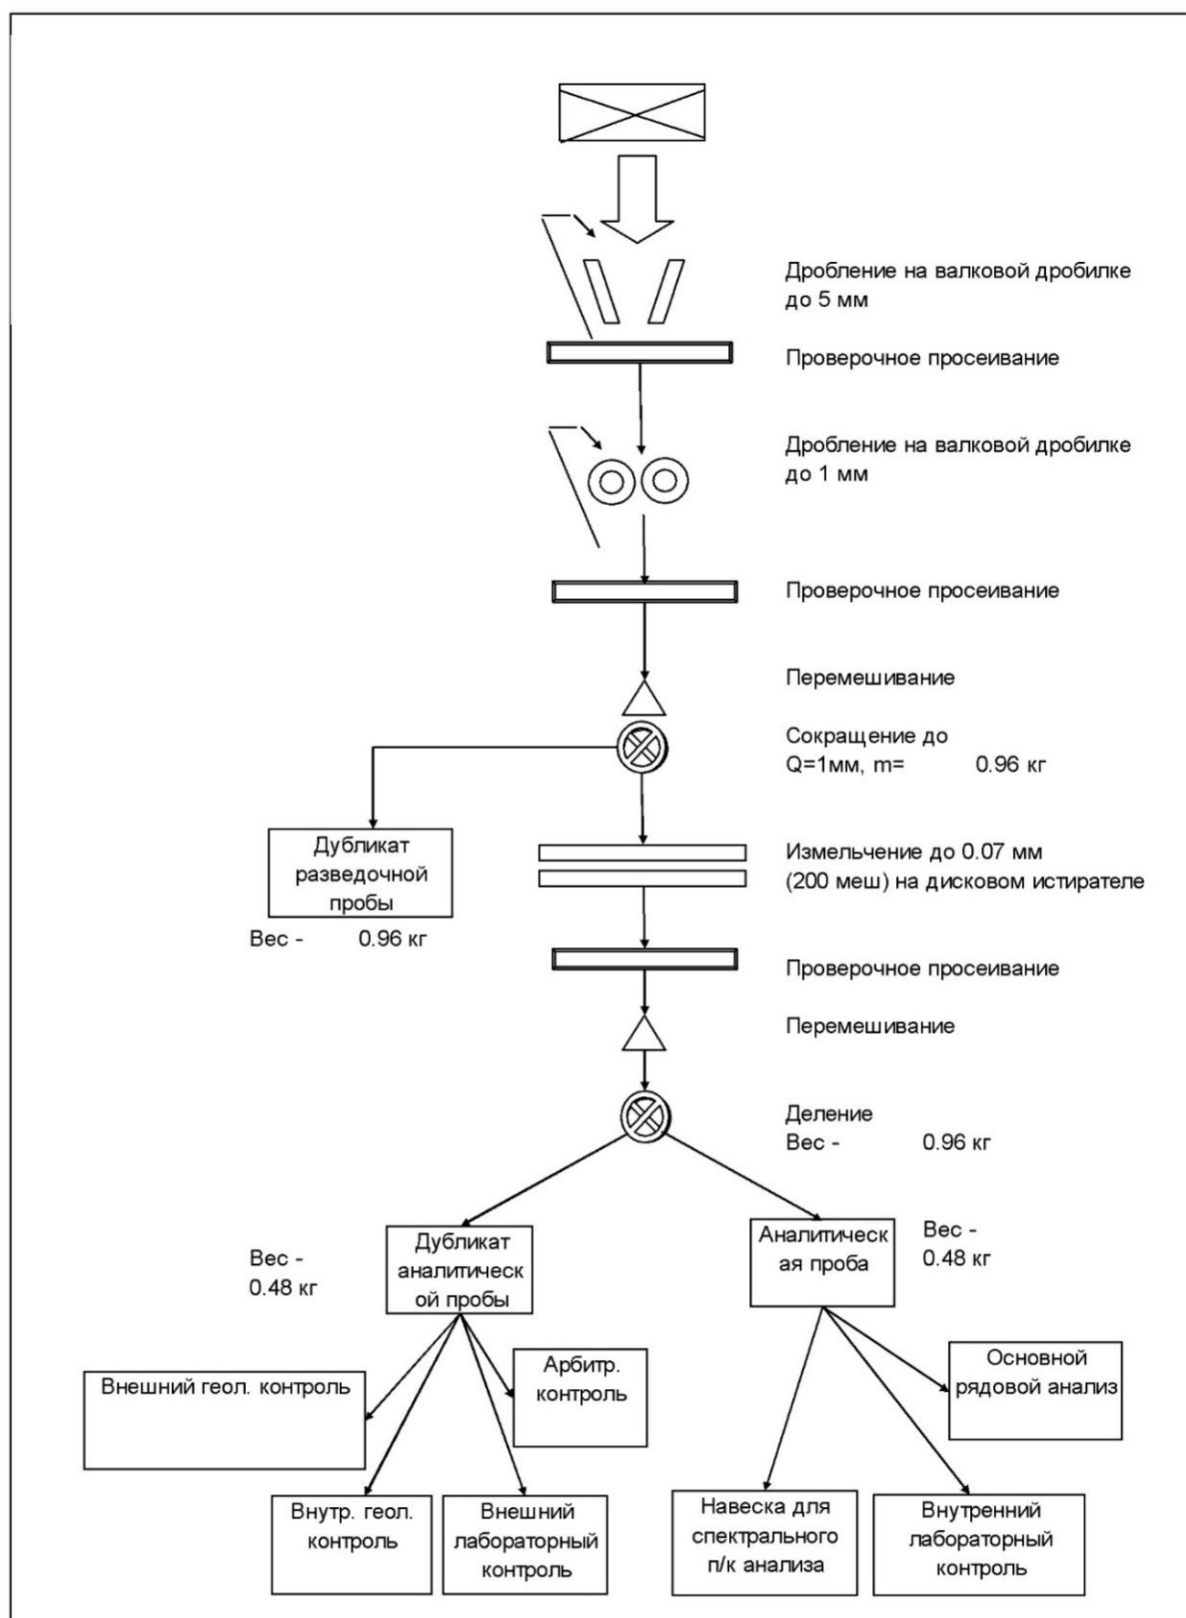 Дробление на валковой дробилке
до 5 мм
Проверочное просеивание
Дробление на валковой дробилке
до 1 мм
Проверочное просеивание
Перемешивание
Сокращение до
Q=1мм, m= 0.96 кг
Дубликат
разведочной
пробы
Вес - 0.96 кг
Измельчение до 0.07 мм
(200 меш) на дисковом истирателе
Проверочное просеивание
Перемешивание
Деление
Вес - 0.96 кг
Вес -
0.48 кг
Дубликат
аналитическ
ой пробы
Аналитическ
ая проба
Вес -
0.48 кг
Внешний геол. контроль
Арбитр.
контроль
Основной
рядовой анализ
Внутр. геол.
контроль
Внешний
лабораторный
контроль
Навеска для
спектрального
п/к анализа
Внутренний
лабораторный
контроль